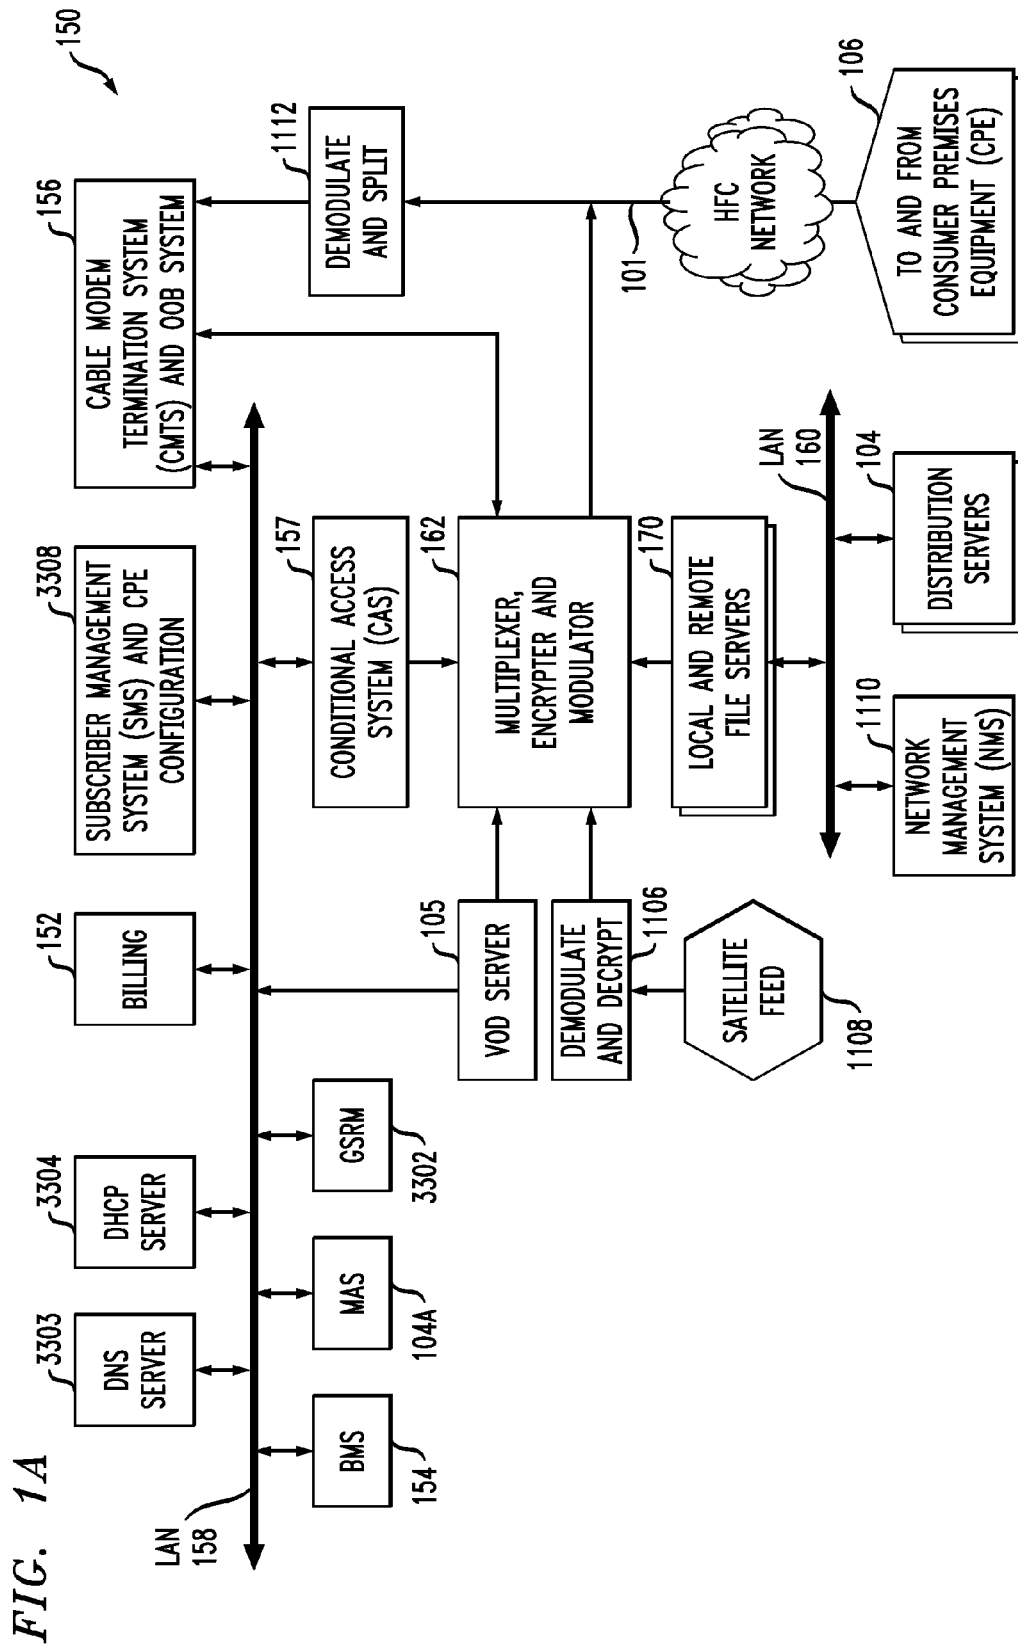 FIG. 1A
150
3303
DNS
SERVER
3304
DHCP
SERVER
152
BILLING
3308
SUBSCRIBER MANAGEMENT
SYSTEM (SMS) AND CPE
CONFIGURATION
156
CABLE MODEM
TERMINATION SYSTEM
(CMTS) AND OOB SYSTEM
LAN
158
BMS
154
MAS
104A
GSRM
3302
157
CONDITIONAL ACCESS
SYSTEM (CAS)
1112
DEMODULATE
AND SPLIT
105
VOD SERVER
162
MULTIPLEXER,
ENCRYPTER AND
MODULATOR
DEMODULATE
AND DECRYPT
1106
SATELLITE
FEED
1108
170
LOCAL AND REMOTE
FILE SERVERS
101
HFC
NETWORK
LAN
160
1110
NETWORK
MANAGEMENT
SYSTEM (NMS)
104
DISTRIBUTION
SERVERS
106
TO AND FROM
CONSUMER PREMISES
EQUIPMENT (CPE)